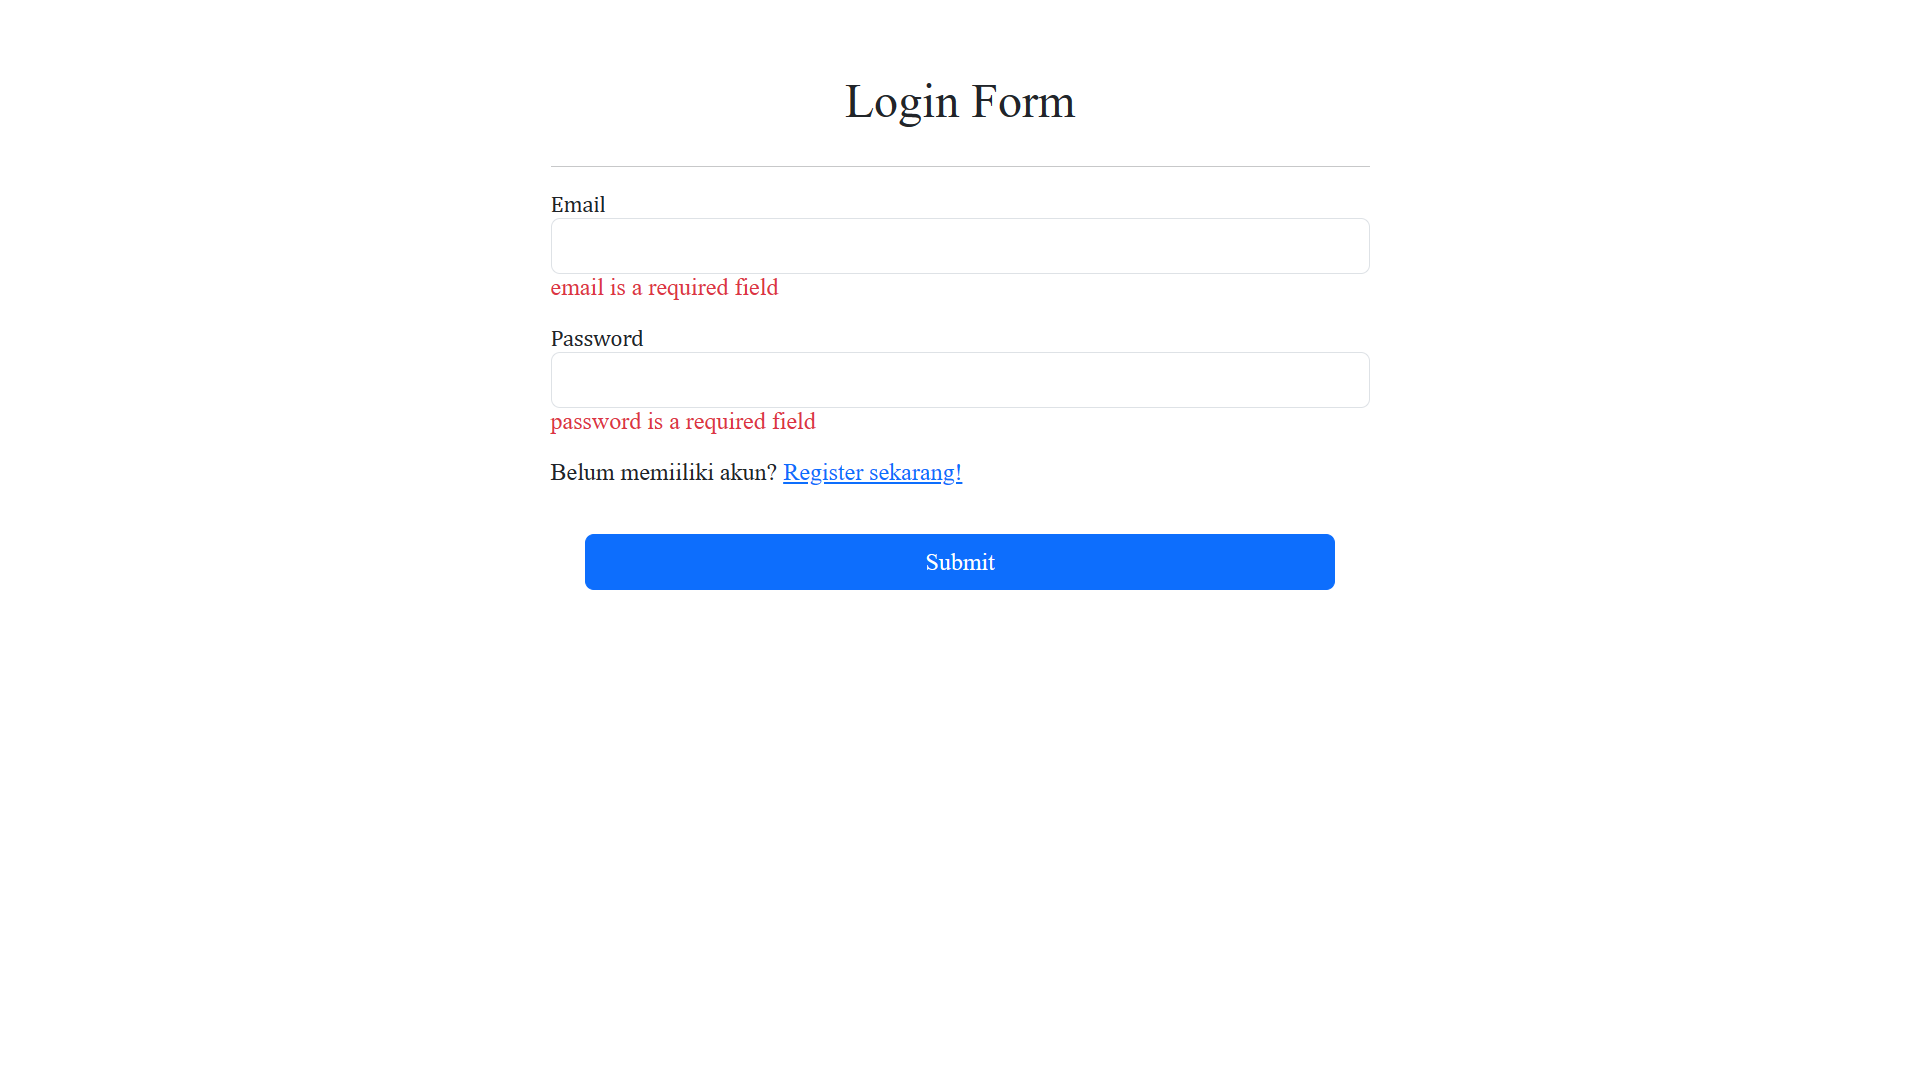 Login Form
Email
email is a required field
Password
password is a required field
Belum memiiliki akun? Register sekarang!
Submit